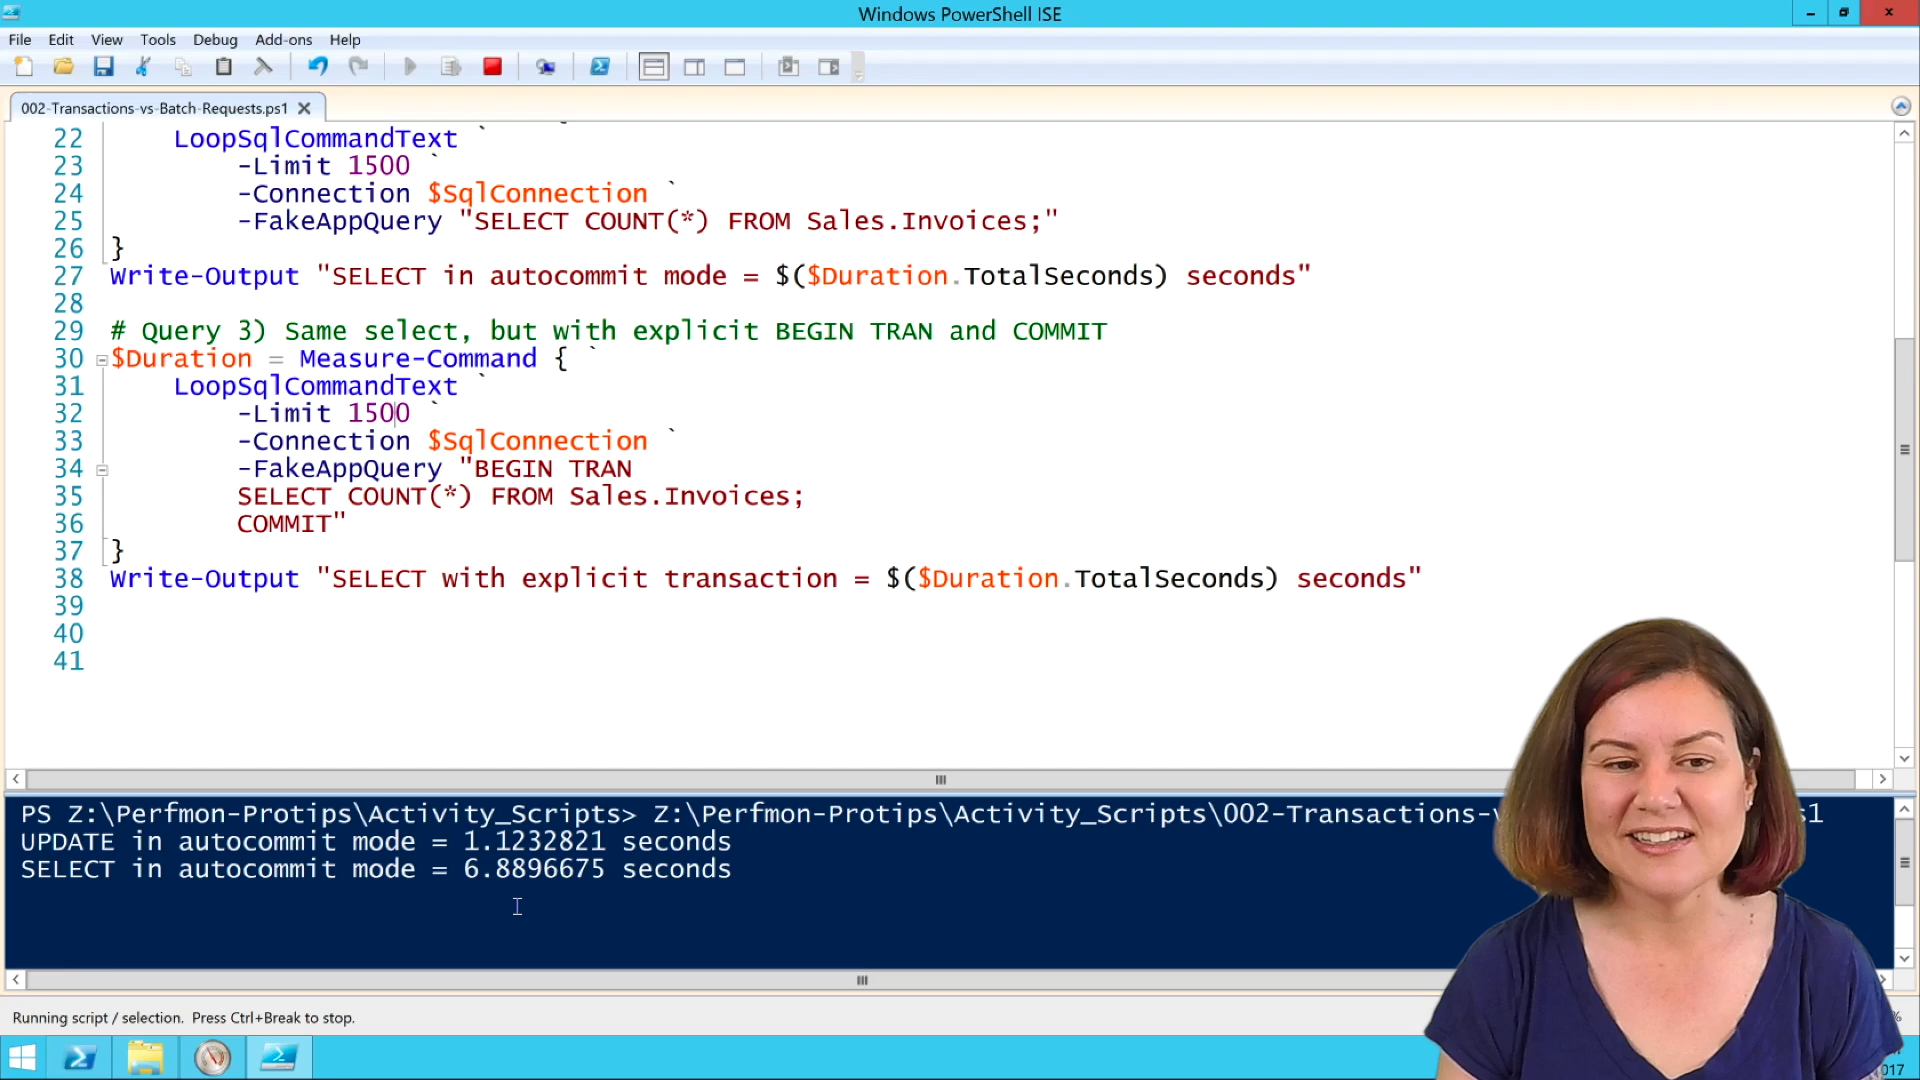 Windows PowerShell ISE
File Edit View Tools Debug Add-ons Help
002-Transactions-vs-Batch-Requests.ps1
22 LoopSqlCommandText `
23 -Limit 1500 `
24 -Connection $SqlConnection `
25 -FakeAppQuery "SELECT COUNT(*) FROM Sales.Invoices;"
26 }
27 Write-Output "SELECT in autocommit mode = $($Duration.TotalSeconds) seconds"
28
29 # Query 3) Same select, but with explicit BEGIN TRAN and COMMIT
30 $Duration = Measure-Command { `
31 LoopSqlCommandText `
32 -Limit 1500 `
33 -Connection $SqlConnection `
34 -FakeAppQuery "BEGIN TRAN
35 SELECT COUNT(*) FROM Sales.Invoices;
36 COMMIT"
37 }
38 Write-Output "SELECT with explicit transaction = $($Duration.TotalSeconds) seconds"
39
40
41
PS Z:\Perfmon-Protips\Activity_Scripts> Z:\Perfmon-Protips\Activity_Scripts\002-Transactions-v s1
UPDATE in autocommit mode = 1.1232821 seconds
SELECT in autocommit mode = 6.8896675 seconds
Running script / selection. Press Ctrl+Break to stop.
%
017